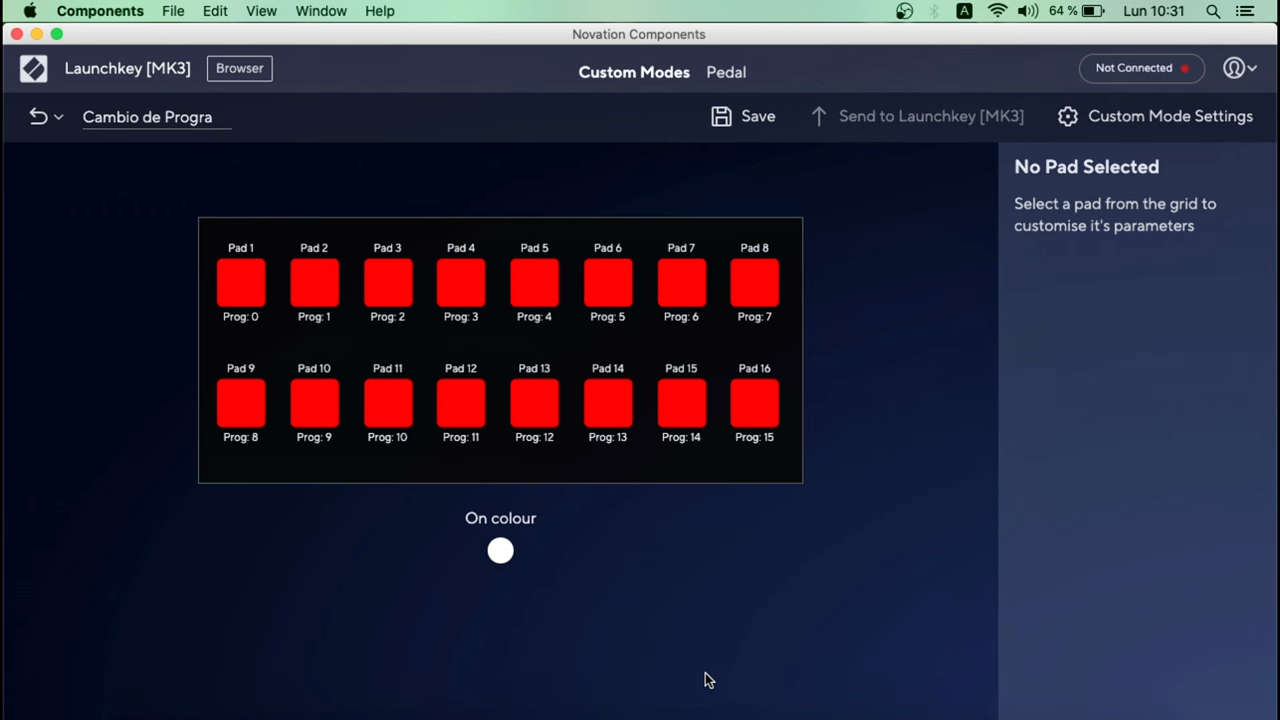 Components File Edit View Window Help A 64 % Lun 10:31
Novation Components
Launchkey [MK3] Browser Custom Modes Pedal Not Connected
Cambio de Progra Save Send to Launchkey [MK3] Custom Mode Settings
No Pad Selected
Select a pad from the grid to
customise it's parameters
Pad 1 Pad 2 Pad 3 Pad 4 Pad 5 Pad 6 Pad 7 Pad 8
Prog: 0 Prog: 1 Prog: 2 Prog: 3 Prog: 4 Prog: 5 Prog: 6 Prog: 7
Pad 9 Pad 10 Pad 11 Pad 12 Pad 13 Pad 14 Pad 15 Pad 16
Prog: 8 Prog: 9 Prog: 10 Prog: 11 Prog: 12 Prog: 13 Prog: 14 Prog: 15
On colour